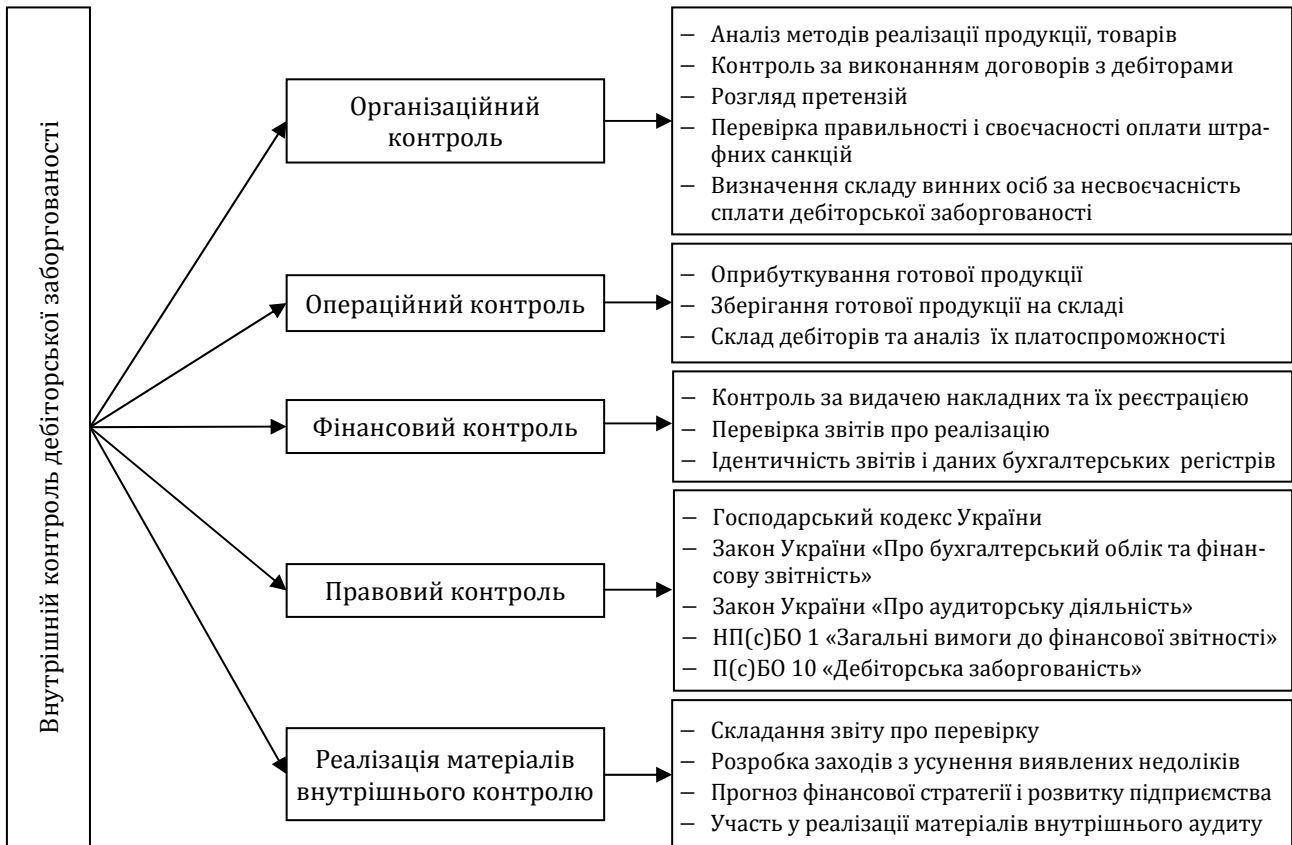 Внутрішній контроль дебіторської заборгованості
Організаційний
контроль
− Аналіз методів реалізації продукції, товарів
− Контроль за виконанням договорів з дебіторами
− Розгляд претензій
− Перевірка правильності і своєчасності оплати штра-
фних санкцій
− Визначення складу винних осіб за несвоєчасність
сплати дебіторської заборгованості
Операційний контроль
− Оприбуткування готової продукції
− Зберігання готової продукції на складі
− Склад дебіторів та аналіз їх платоспроможності
Фінансовий контроль
− Контроль за видачею накладних та їх реєстрацією
− Перевірка звітів про реалізацію
− Ідентичність звітів і даних бухгалтерських регістрів
Правовий контроль
− Господарський кодекс України
− Закон України «Про бухгалтерський облік та фінан-
сову звітність»
− Закон України «Про аудиторську діяльність»
− НП(с)БО 1 «Загальні вимоги до фінансової звітності»
− П(с)БО 10 «Дебіторська заборгованість»
Реалізація матеріалів
внутрішнього контролю
− Складання звіту про перевірку
− Розробка заходів з усунення виявлених недоліків
− Прогноз фінансової стратегії і розвитку підприємства
− Участь у реалізації матеріалів внутрішнього аудиту